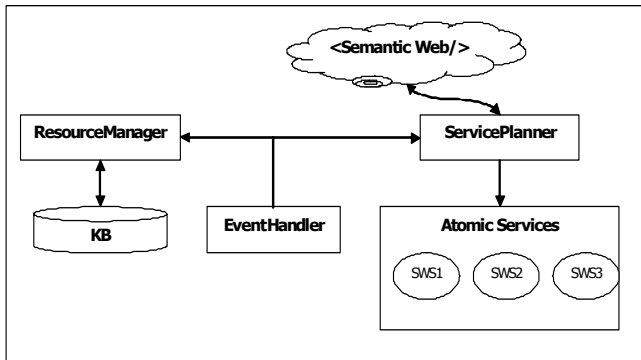 <Semantic Web/>
ResourceManager
ServicePlanner
KB
EventHandler
Atomic Services
SWS1
SWS2
SWS3